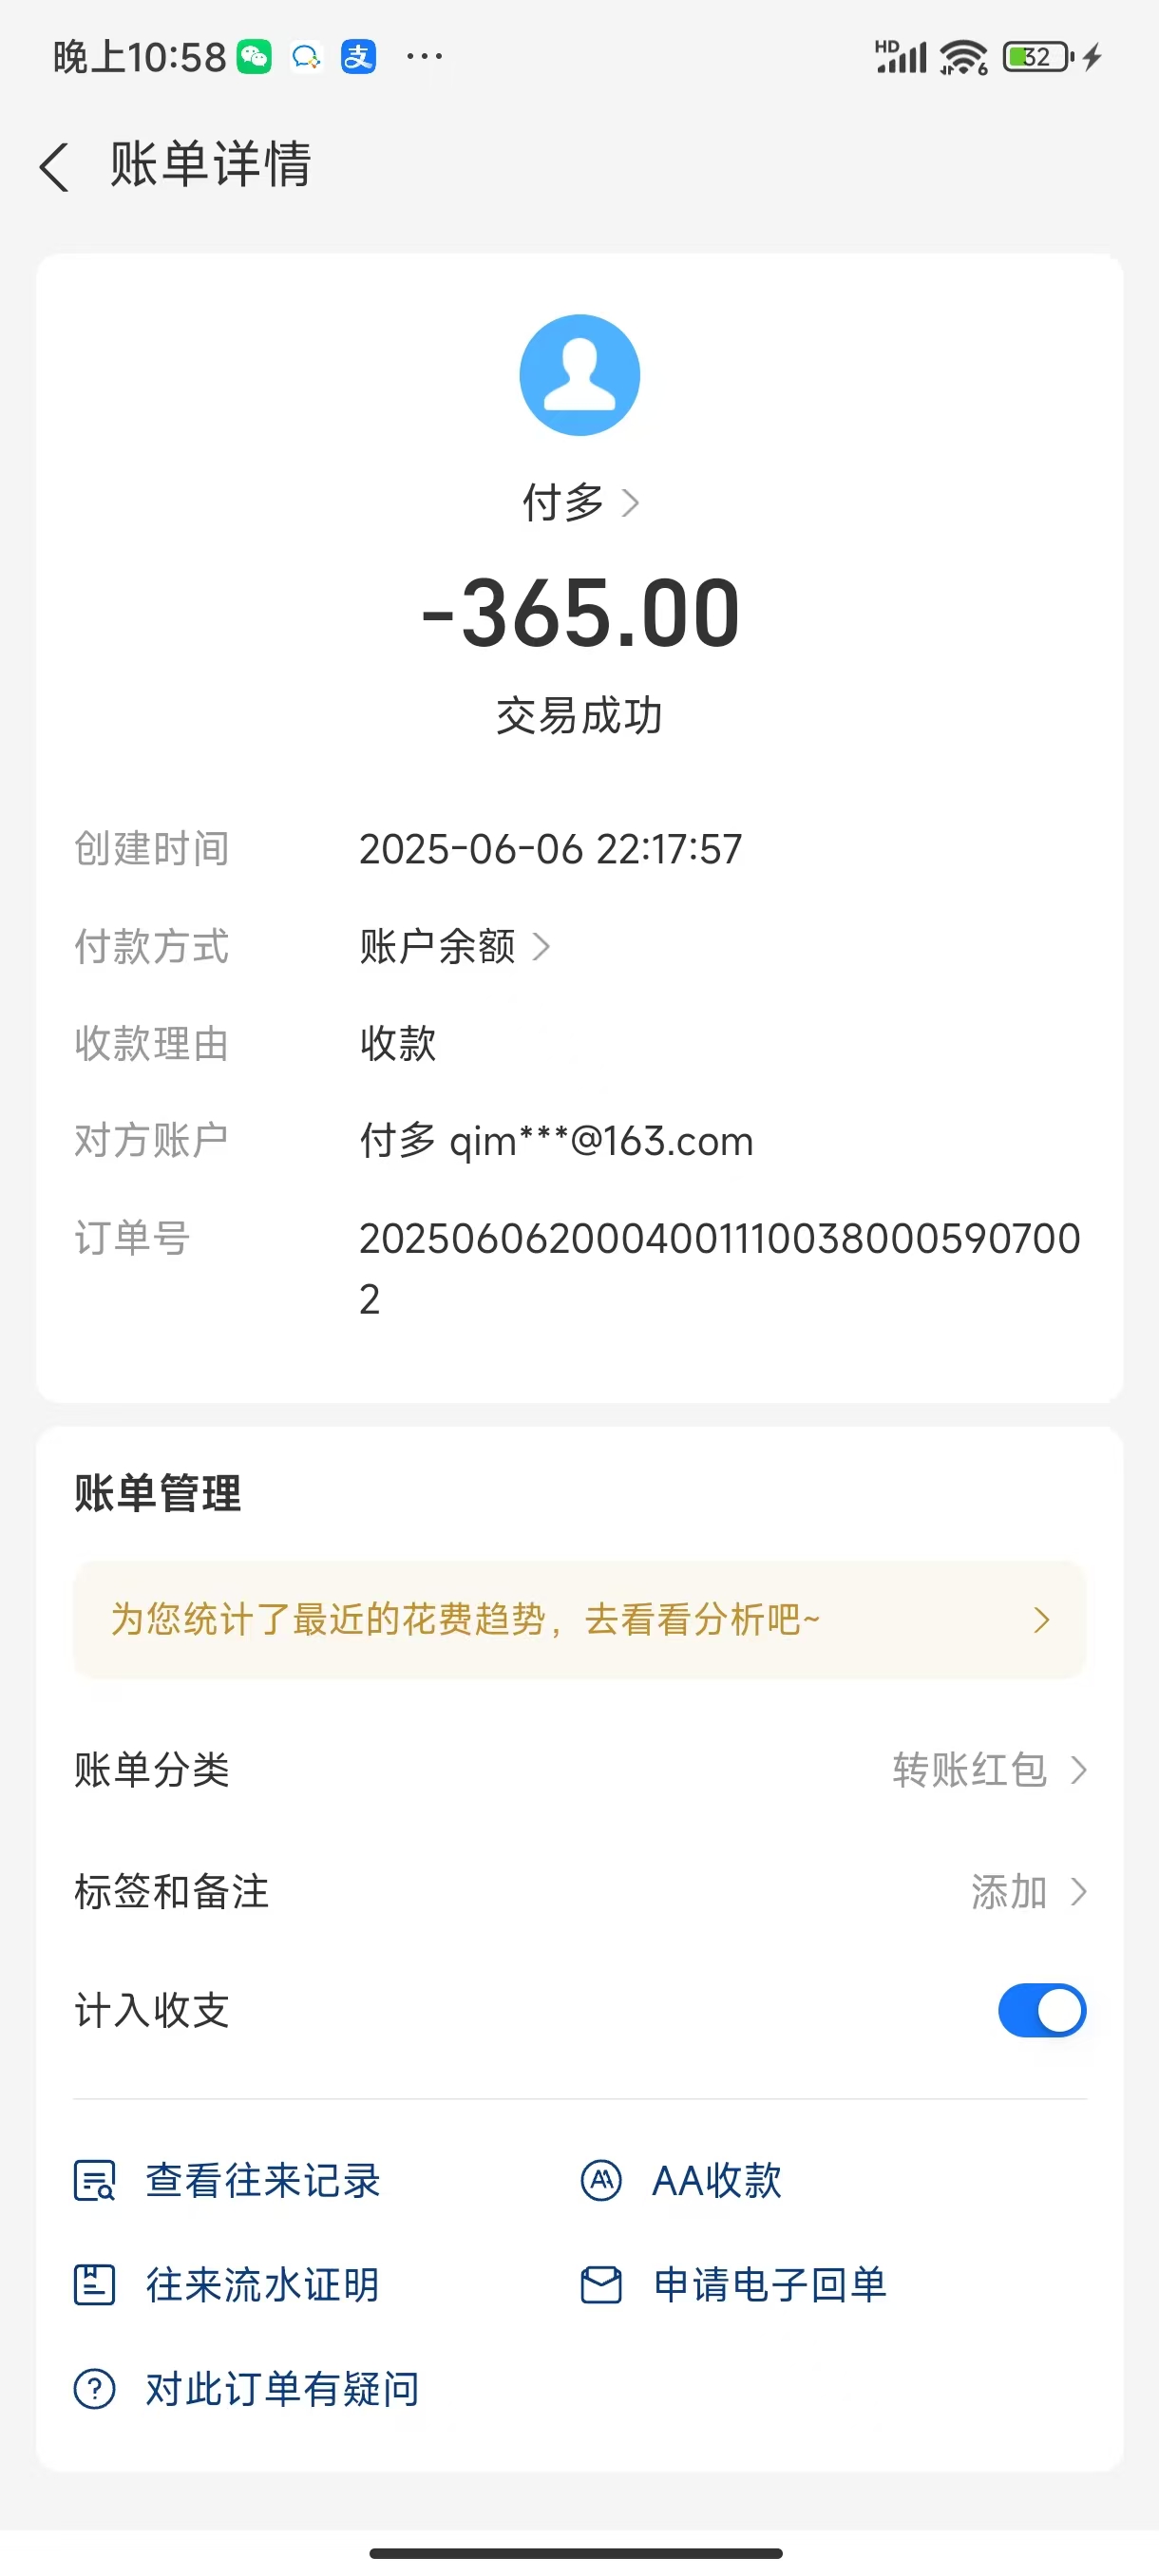 晚上10:58 支 ...
HD 6 32
账单详情
付多
-365.00
交易成功
创建时间 2025-06-06 22:17:57
付款方式 账户余额
收款理由 收款
对方账户 付多 qim***@163.com
订单号 2025060620004001110038000590700
2
账单管理
为您统计了最近的花费趋势，去看看分析吧~
账单分类 转账红包
标签和备注 添加
计入收支
查看往来记录 AA收款
往来流水证明 申请电子回单
对此订单有疑问